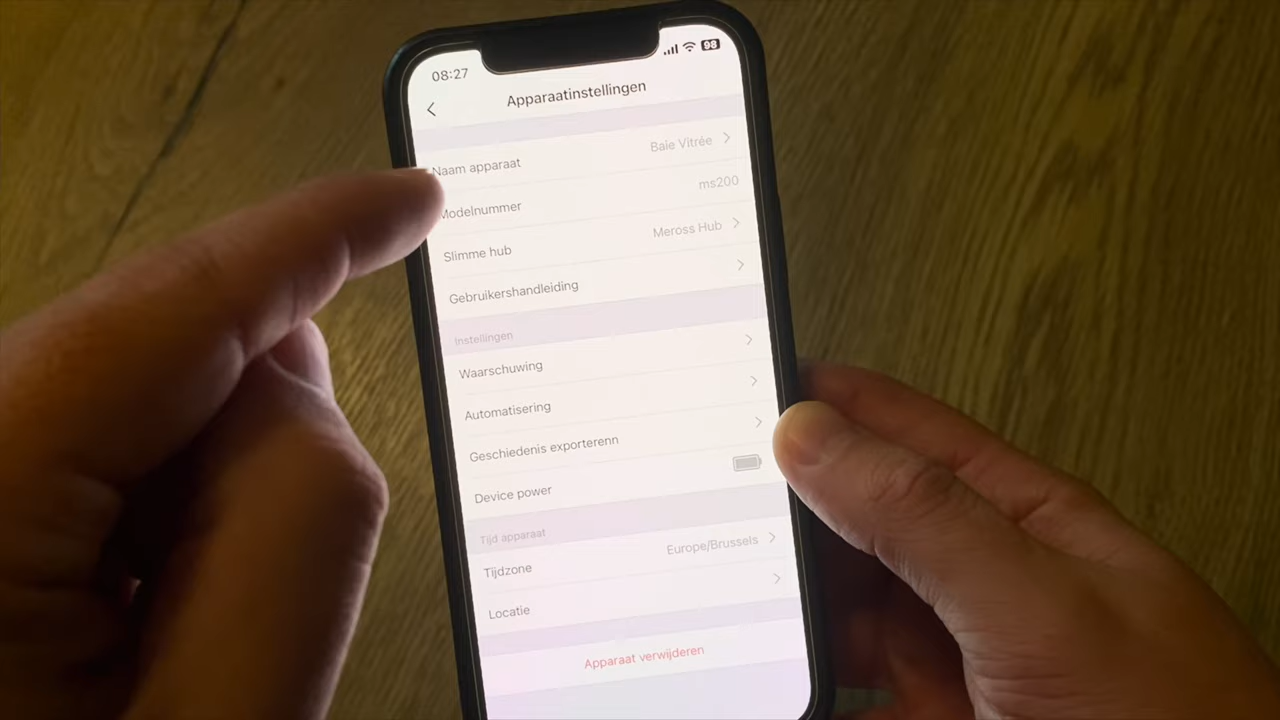 08:27
98
Apparaatinstellingen
Naam apparaat Baie Vitrée
Modelnummer ms200
Slimme hub Meross Hub
Gebruikershandleiding
Instellingen
Waarschuwing
Automatisering
Geschiedenis exporterenn
Device power
Tijd apparaat
Tijdzone Europe/Brussels
Locatie
Apparaat verwijderen